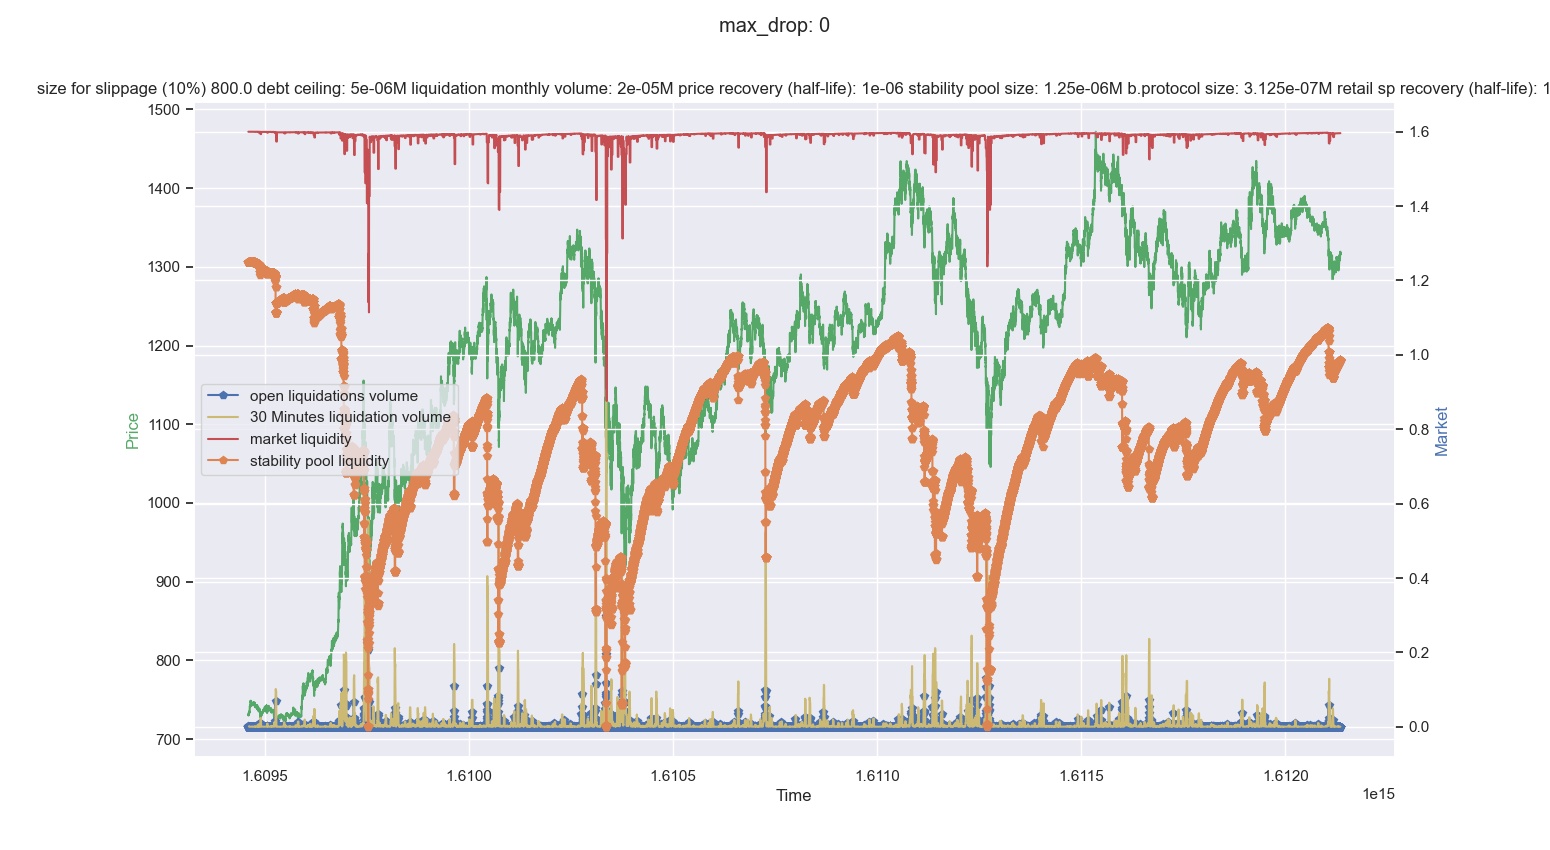 max_drop: 0
size for slippage (10%) 800.0 debt ceiling: 5e-06M liquidation monthly volume: 2e-05M price recovery (half-life): 1e-06 stability pool size: 1.25e-06M b.protocol size: 3.125e-07M retail sp recovery (half-life): 1
1500
1400
1300
1200
1100
1000
900
800
700
Price
open liquidations volume
30 Minutes liquidation volume
market liquidity
stability pool liquidity
1.6
1.4
1.2
1.0
0.8
0.6
0.4
0.2
0.0
Market
1.6095 1.6100 1.6105 1.6110 1.6115 1.6120
Time
1e15